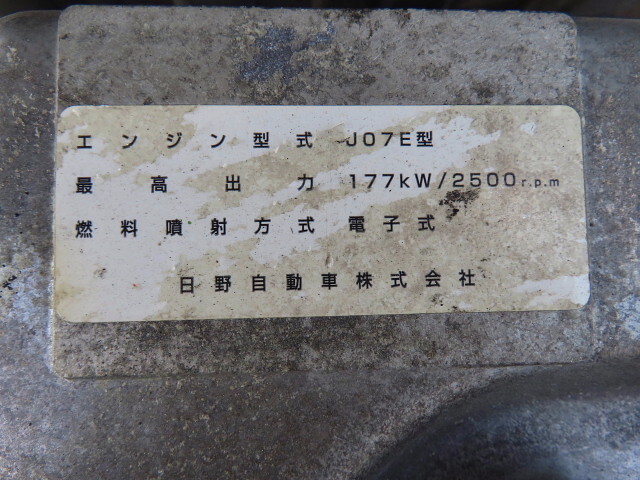 エンジン型式 J07E型
最高出力 177kW/2500r.p.m
燃料噴射方式 電子式
日野自動車株式会社